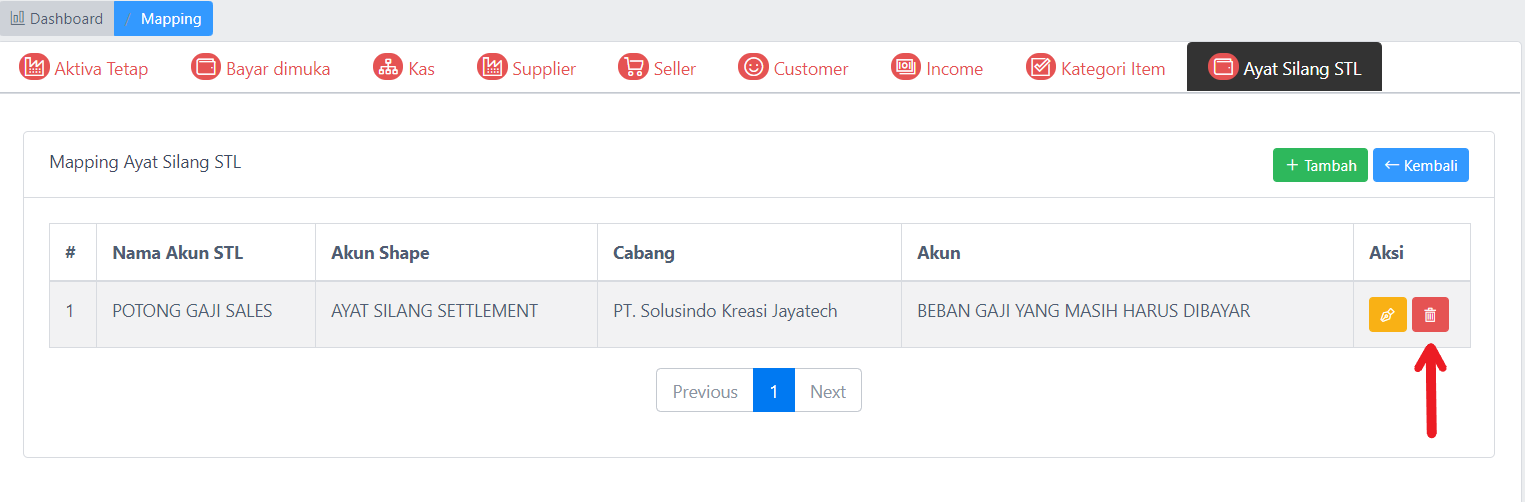 Dashboard / Mapping
Aktiva Tetap Bayar dimuka Kas Supplier Seller Customer Income Kategori Item Ayat Silang STL
Mapping Ayat Silang STL + Tambah ← Kembali
# Nama Akun STL Akun Shape Cabang Akun Aksi
1 POTONG GAJI SALES AYAT SILANG SETTLEMENT PT. Solusindo Kreasi Jayatech BEBAN GAJI YANG MASIH HARUS DIBAYAR
Previous 1 Next